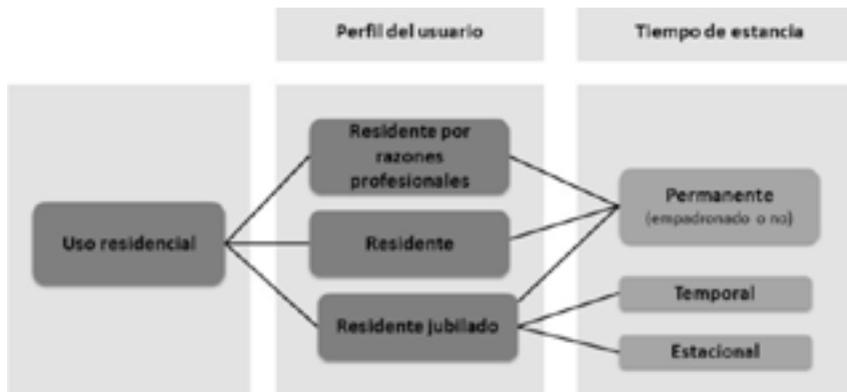 Perfil del usuario
Tiempo de estancia
Uso residencial
Residente por
razones
profesionales
Residente
Residente jubilado
Permanente
(empadronado o no)
Temporal
Estacional